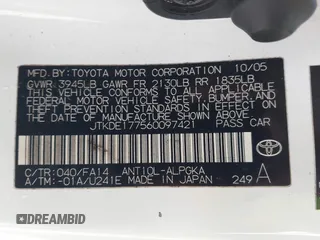 MFD. BY: TOYOTA MOTOR CORPORATION 10/05
GVWR 3945LB GAWR FR 2130LB RR 1835LB
THIS VEHICLE CONFORMS TO ALL APPLICABLE
FEDERAL MOTOR VEHICLE SAFETY, BUMPER, AND
THEFT PREVENTION STANDARDS IN EFFECT ON
THE DATE OF MANUFACTURE SHOWN ABOVE.
JTKDE177560097421 PASS CAR
C/TR: 040/FA14 ANT10L-ALPGKA
A/TM: -01A/U241E MADE IN JAPAN 249 A
TOYOTA
DREAMBID